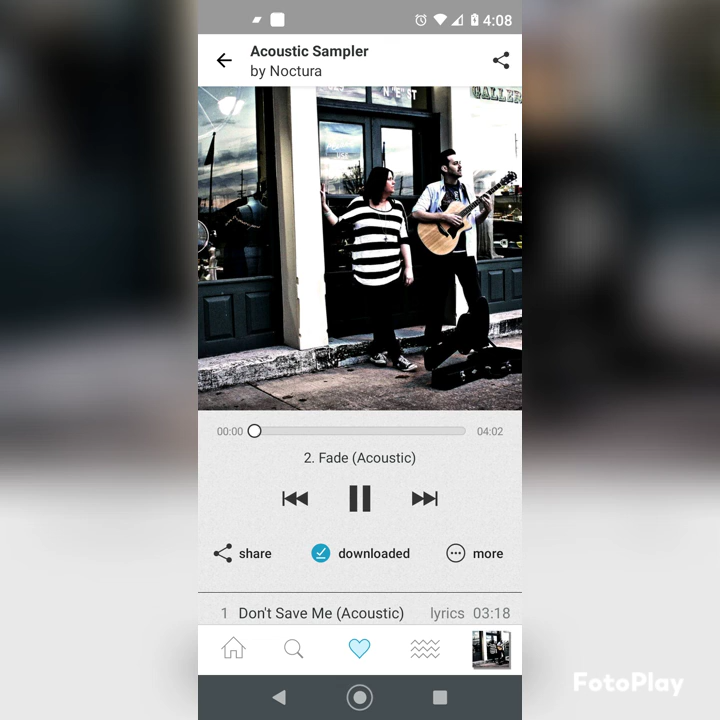 4:08
Acoustic Sampler
by Noctura
GALLER
00:00 04:02
2. Fade (Acoustic)
share downloaded more
1 Don't Save Me (Acoustic) lyrics 03:18
FotoPlay